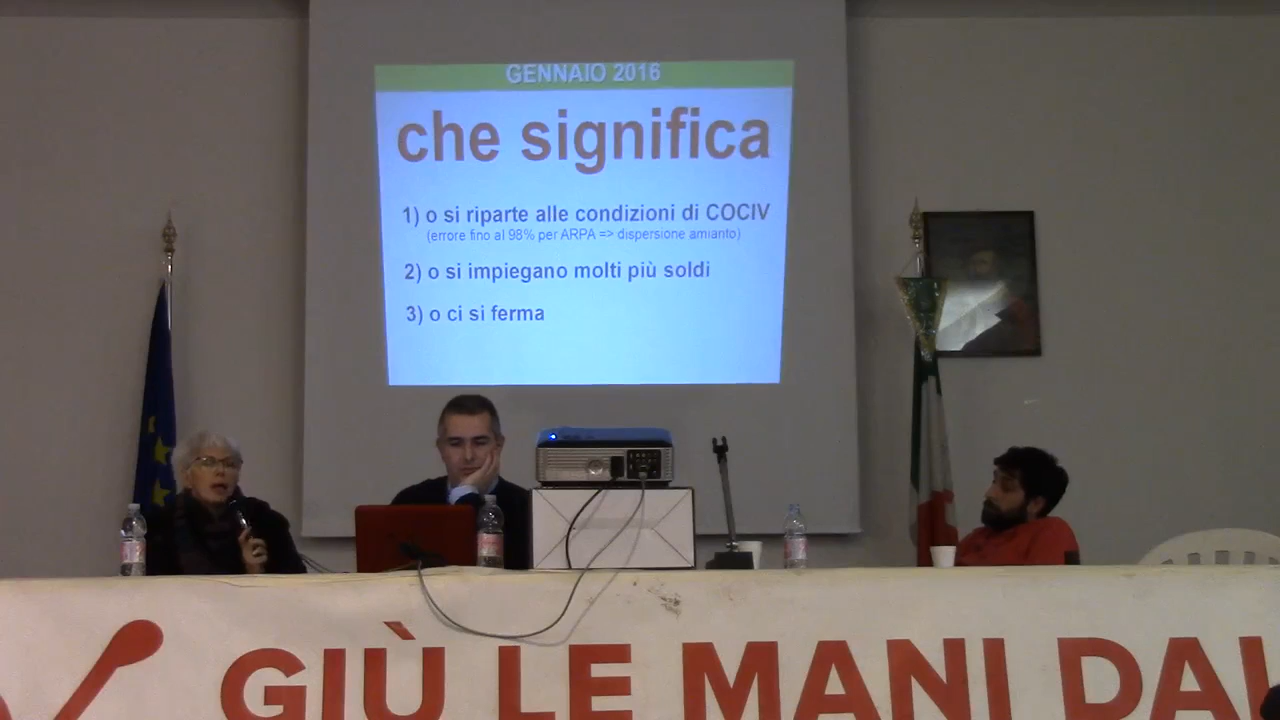 GENNAIO 2016
che significa
1) o si riparte alle condizioni di COCIV
(errore fino al 98% per ARPA => dispersione amianto)
2) o si impiegano molti più soldi
3) o ci si ferma
GIÙ LE MANI DAL